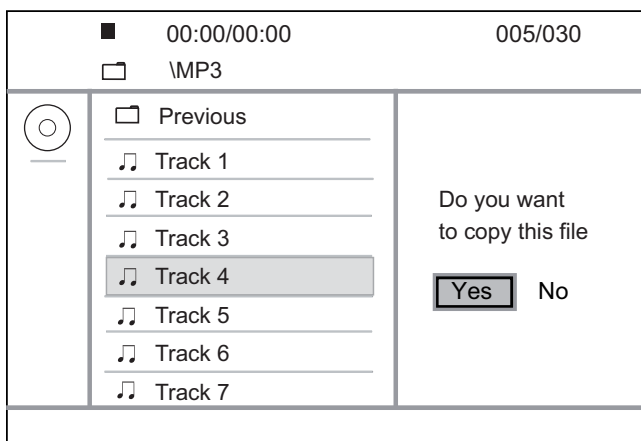 00:00/00:00 005/030
\MP3
Previous
Track 1
Track 2
Track 3
Track 4
Track 5
Track 6
Track 7
Do you want
to copy this file
Yes No